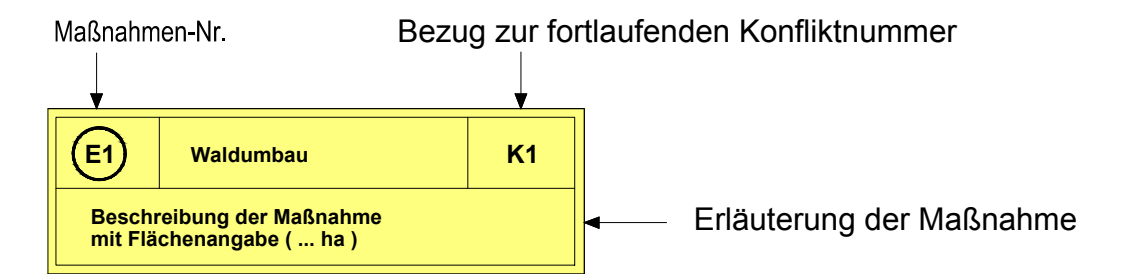 Maßnahmen-Nr.
Bezug zur fortlaufenden Konfliktnummer
E1
Waldumbau
K1
Beschreibung der Maßnahme
mit Flächenangabe ( ... ha )
Erläuterung der Maßnahme